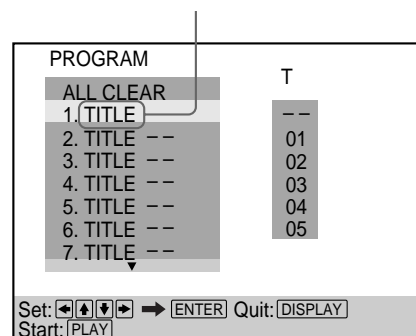 PROGRAM
T
ALL CLEAR
1. TITLE – –
2. TITLE – – 01
3. TITLE – – 02
4. TITLE – – 03
5. TITLE – – 04
6. TITLE – – 05
7. TITLE – –
Set: ←↑↓→ ➡ ENTER Quit: DISPLAY
Start: PLAY